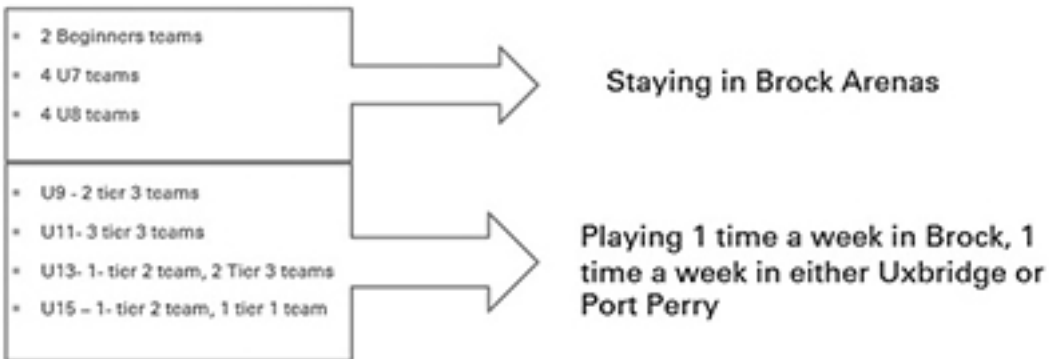 2 Beginners teams
4 U7 teams
4 U8 teams
Staying in Brock Arenas
U9 - 2 tier 3 teams
U11- 3 tier 3 teams
U13- 1- tier 2 team, 2 Tier 3 teams
U15 – 1- tier 2 team, 1 tier 1 team
Playing 1 time a week in Brock, 1
time a week in either Uxbridge or
Port Perry